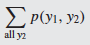 ∑ p(y₁, y₂)
all y₂